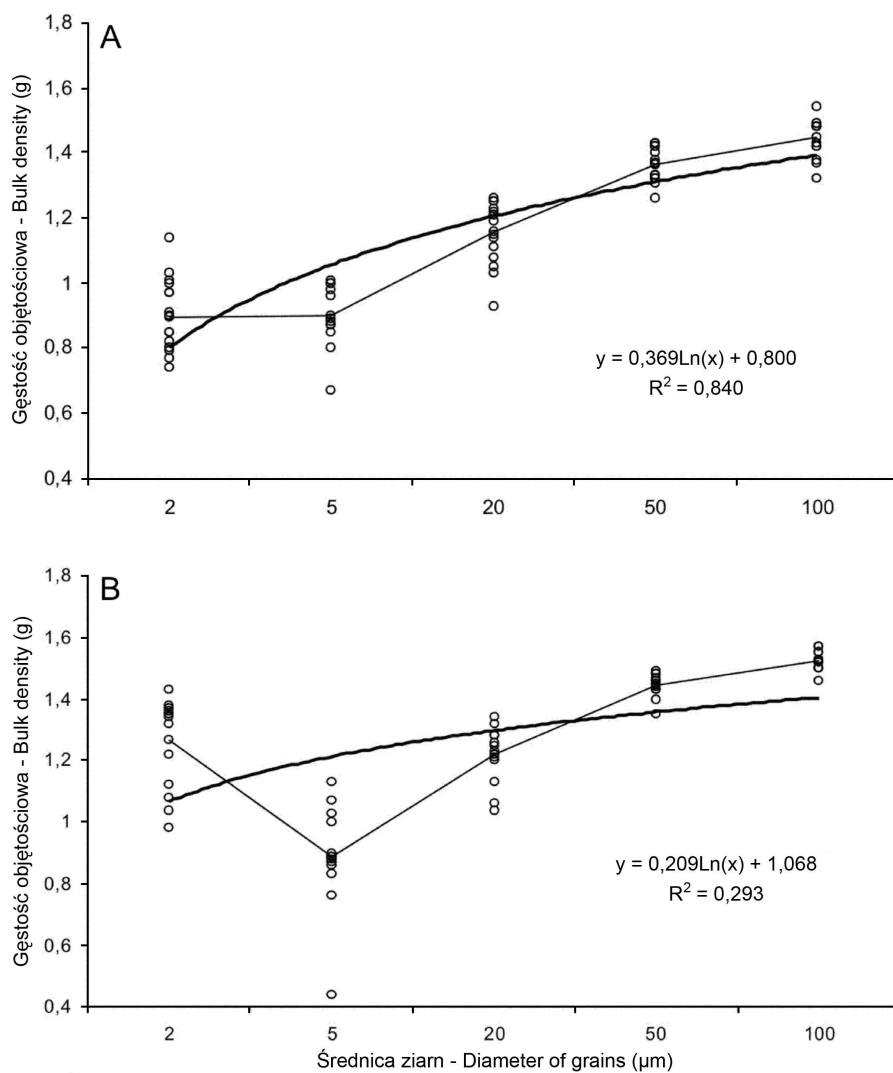 A
Gęstość objętościowa - Bulk density (g)
1,8
1,6
1,4
1,2
1
0,8
0,6
0,4
y = 0,369Ln(x) + 0,800
R² = 0,840
2 5 20 50 100
B
Gęstość objętościowa - Bulk density (g)
1,8
1,6
1,4
1,2
1
0,8
0,6
0,4
y = 0,209Ln(x) + 1,068
R² = 0,293
2 5 20 50 100
Średnica ziarn - Diameter of grains (µm)